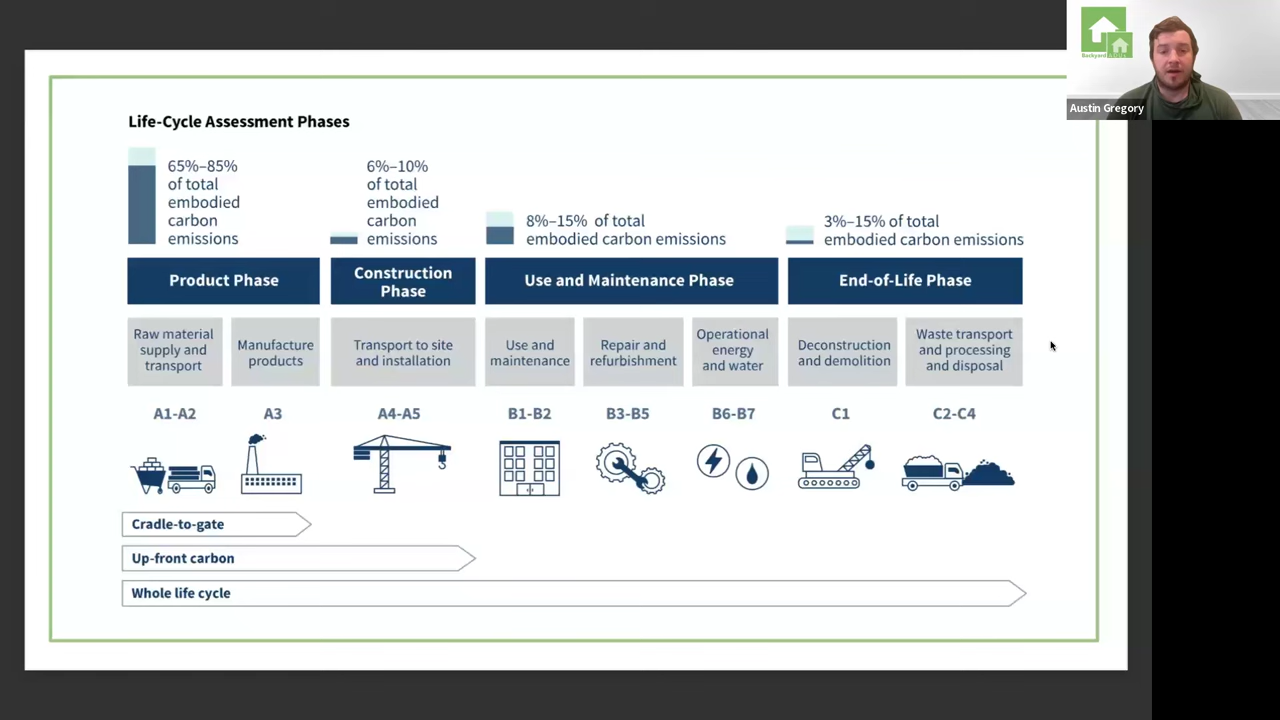 Backyard ADUs
Austin Gregory
Life-Cycle Assessment Phases
65%–85%
of total
embodied
carbon
emissions
6%–10%
of total
embodied
carbon
emissions
8%–15% of total
embodied carbon emissions
3%–15% of total
embodied carbon emissions
Product Phase
Construction
Phase
Use and Maintenance Phase
End-of-Life Phase
Raw material
supply and
transport
Manufacture
products
Transport to site
and installation
Use and
maintenance
Repair and
refurbishment
Operational
energy
and water
Deconstruction
and demolition
Waste transport
and processing
and disposal
A1-A2
A3
A4-A5
B1-B2
B3-B5
B6-B7
C1
C2-C4
Cradle-to-gate
Up-front carbon
Whole life cycle